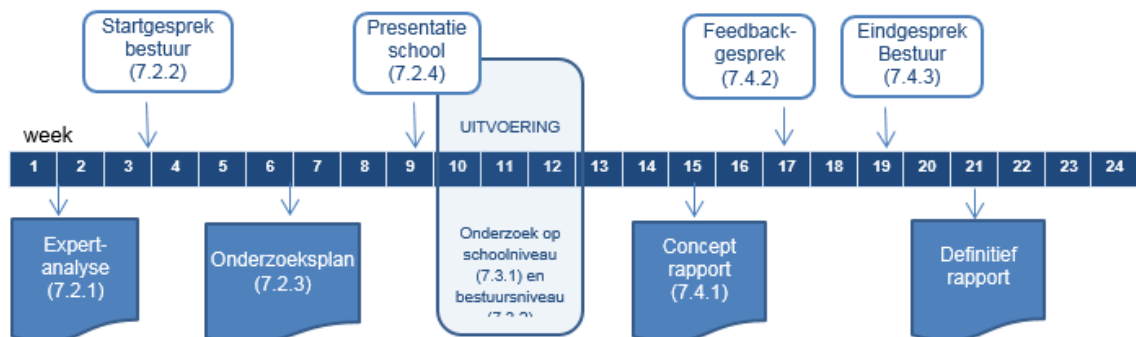 Startgesprek
bestuur
(7.2.2)
Presentatie
school
(7.2.4)
Feedback-
gesprek
(7.4.2)
Eindgesprek
Bestuur
(7.4.3)
UITVOERING
week
1 2 3 4 5 6 7 8 9 10 11 12 13 14 15 16 17 18 19 20 21 22 23 24
Expert-
analyse
(7.2.1)
Onderzoeksplan
(7.2.3)
Onderzoek op
schoolniveau
(7.3.1) en
bestuursniveau
(7.3.2)
Concept
rapport
(7.4.1)
Definitief
rapport